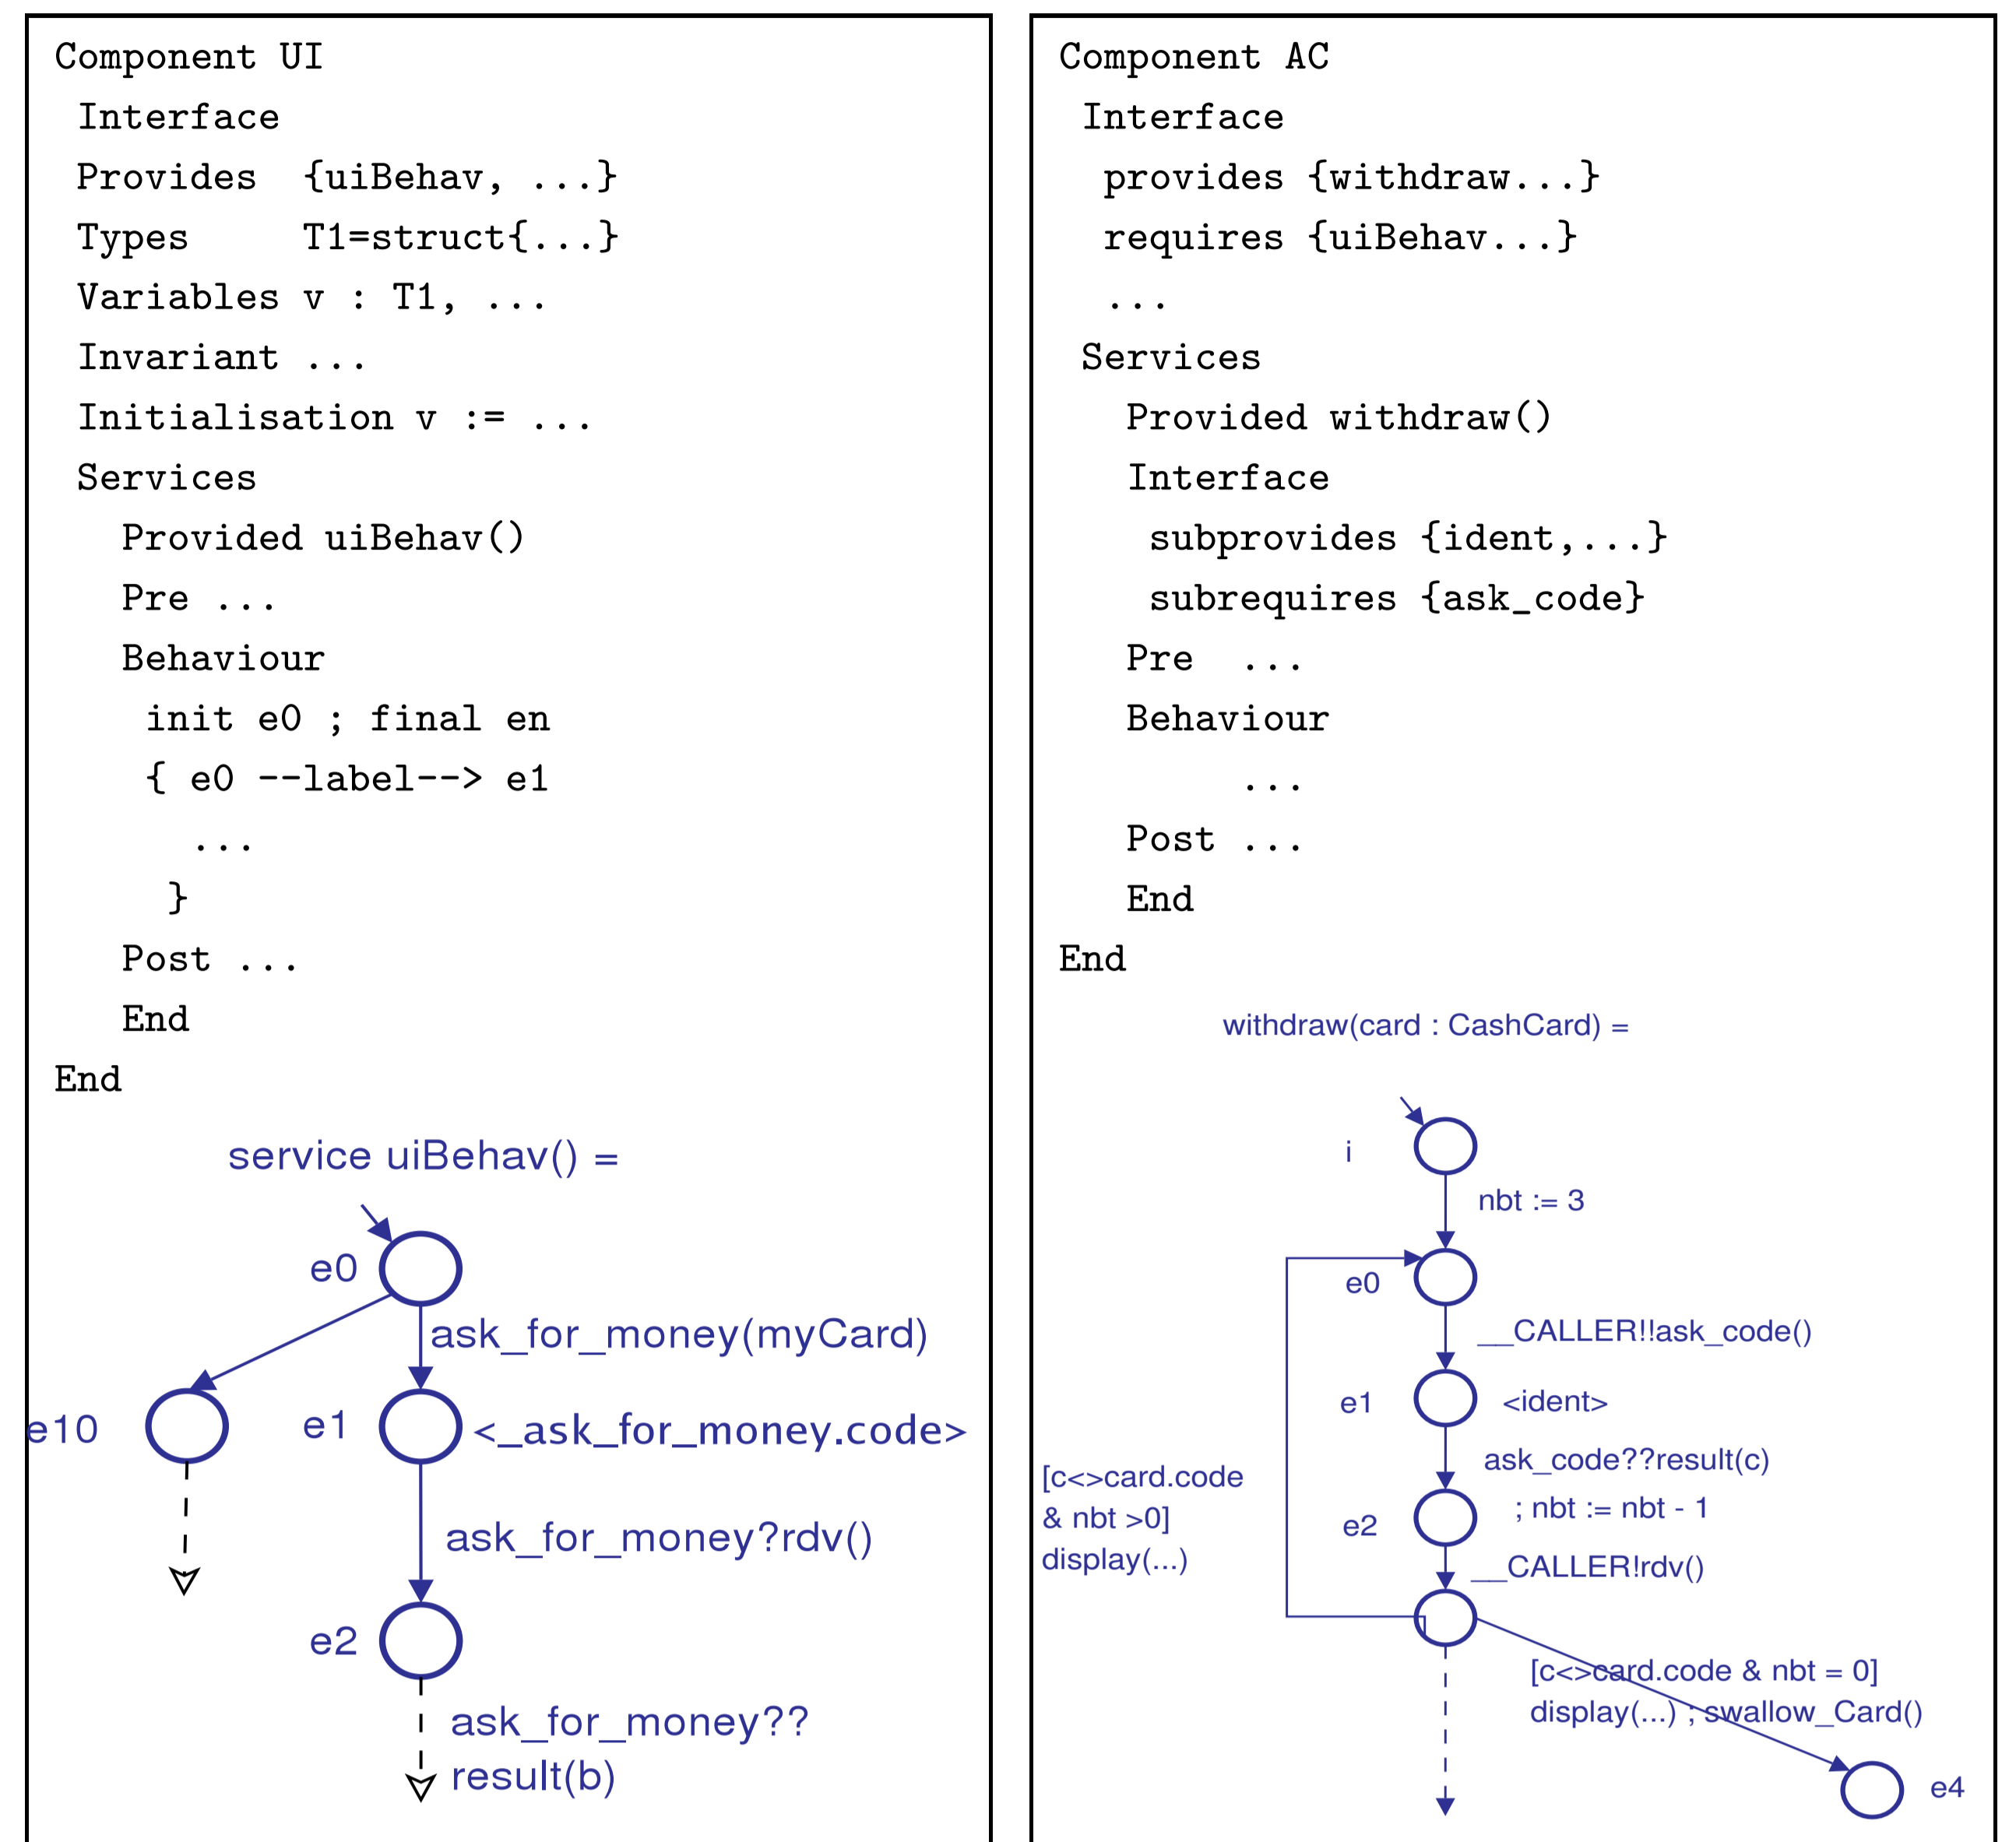 Component UI
Interface
Provides {uiBehav, ...}
Types T1=struct{...}
Variables v : T1, ...
Invariant ...
Initialisation v := ...
Services
Provided uiBehav()
Pre ...
Behaviour
init e0 ; final en
{ e0 --label--> e1
...
}
Post ...
End
End
service uiBehav() =
e0
ask_for_money(myCard)
e10
e1
<_ask_for_money.code>
ask_for_money?rdv()
e2
ask_for_money??
result(b)
Component AC
Interface
provides {withdraw...}
requires {uiBehav...}
...
Services
Provided withdraw()
Interface
subprovides {ident,...}
subrequires {ask_code}
Pre ...
Behaviour
...
Post ...
End
End
withdraw(card : CashCard) =
i
nbt := 3
e0
__CALLER!!ask_code()
e1
<ident>
ask_code??result(c)
; nbt := nbt - 1
e2
__CALLER!rdv()
[c<>card.code
& nbt >0]
display(...)
[c<>card.code & nbt = 0]
display(...) ; swallow_Card()
e4